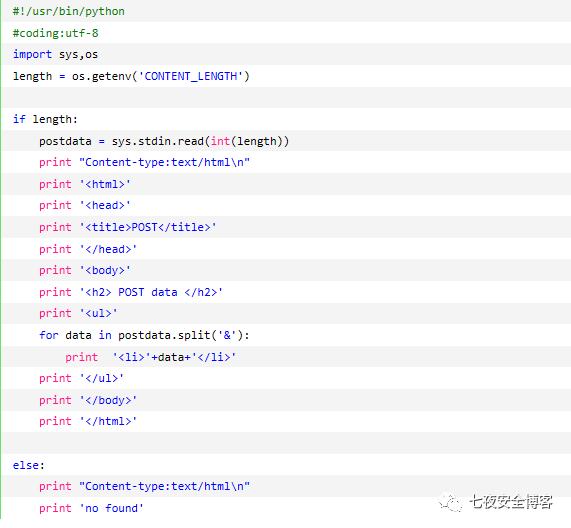 #!/usr/bin/python
#coding:utf-8
import sys,os
length = os.getenv('CONTENT_LENGTH')

if length:
    postdata = sys.stdin.read(int(length))
    print "Content-type:text/html\n"
    print '<html>'
    print '<head>'
    print '<title>POST</title>'
    print '</head>'
    print '<body>'
    print '<h2> POST data </h2>'
    print '<ul>'
    for data in postdata.split('&'):
        print  '<li>'+data+'</li>'
    print '</ul>'
    print '</body>'
    print '</html>'

else:
    print "Content-type:text/html\n"
    print 'no found'
七夜安全博客